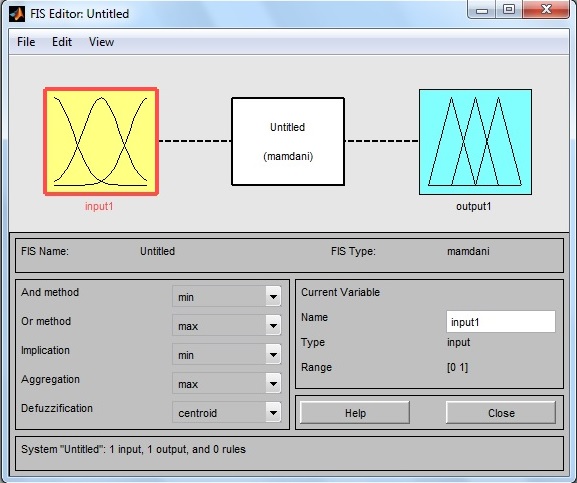 FIS Editor: Untitled
File Edit View
Untitled
(mamdani)
input1
output1
FIS Name: Untitled FIS Type: mamdani
And method min
Or method max
Implication min
Aggregation max
Defuzzification centroid
Current Variable
Name input1
Type input
Range [0 1]
Help Close
System "Untitled": 1 input, 1 output, and 0 rules